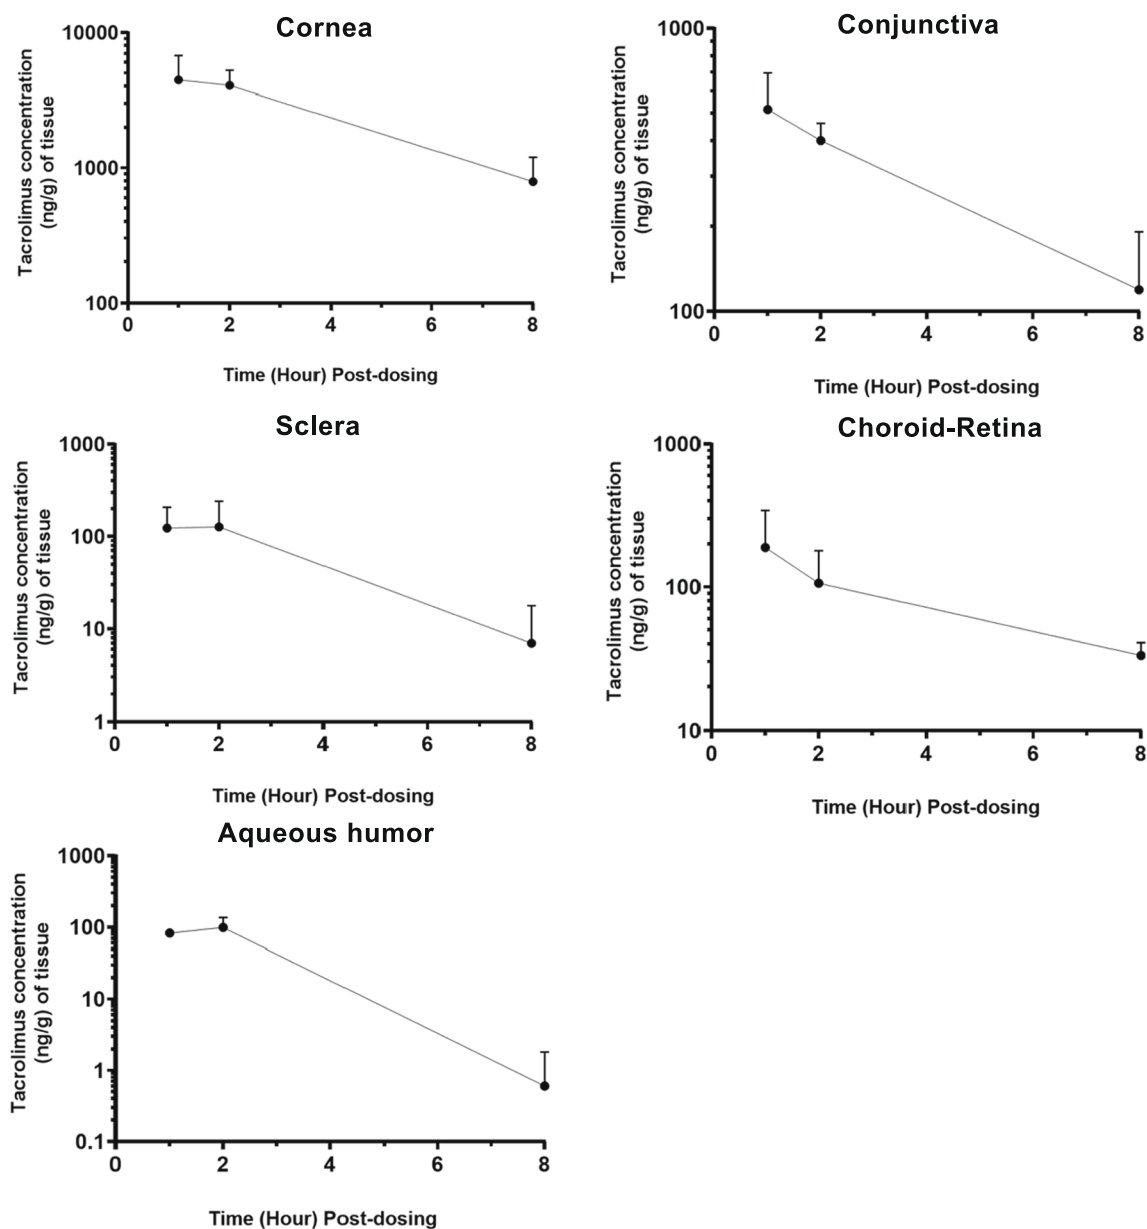 Cornea
10000
1000
100
0 2 4 6 8
Tacrolimus concentration
(ng/g) of tissue
Time (Hour) Post-dosing
Conjunctiva
1000
100
0 2 4 6 8
Tacrolimus concentration
(ng/g) of tissue
Time (Hour) Post-dosing
Sclera
1000
100
10
1
0 2 4 6 8
Tacrolimus concentration
(ng/g) of tissue
Time (Hour) Post-dosing
Choroid-Retina
1000
100
10
0 2 4 6 8
Tacrolimus concentration
(ng/g) of tissue
Time (Hour) Post-dosing
Aqueous humor
1000
100
10
1
0.1
0 2 4 6 8
Tacrolimus concentration
(ng/g) of tissue
Time (Hour) Post-dosing